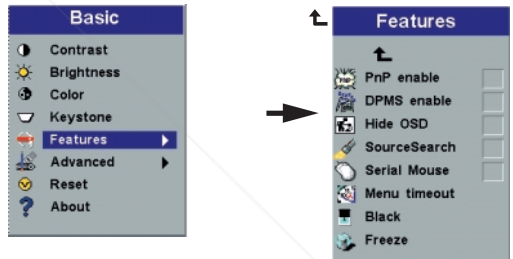 Basic
Contrast
Brightness
Color
Keystone
Features
Advanced
Reset
About
Features
PnP enable
DPMS enable
Hide OSD
SourceSearch
Serial Mouse
Menu timeout
Black
Freeze